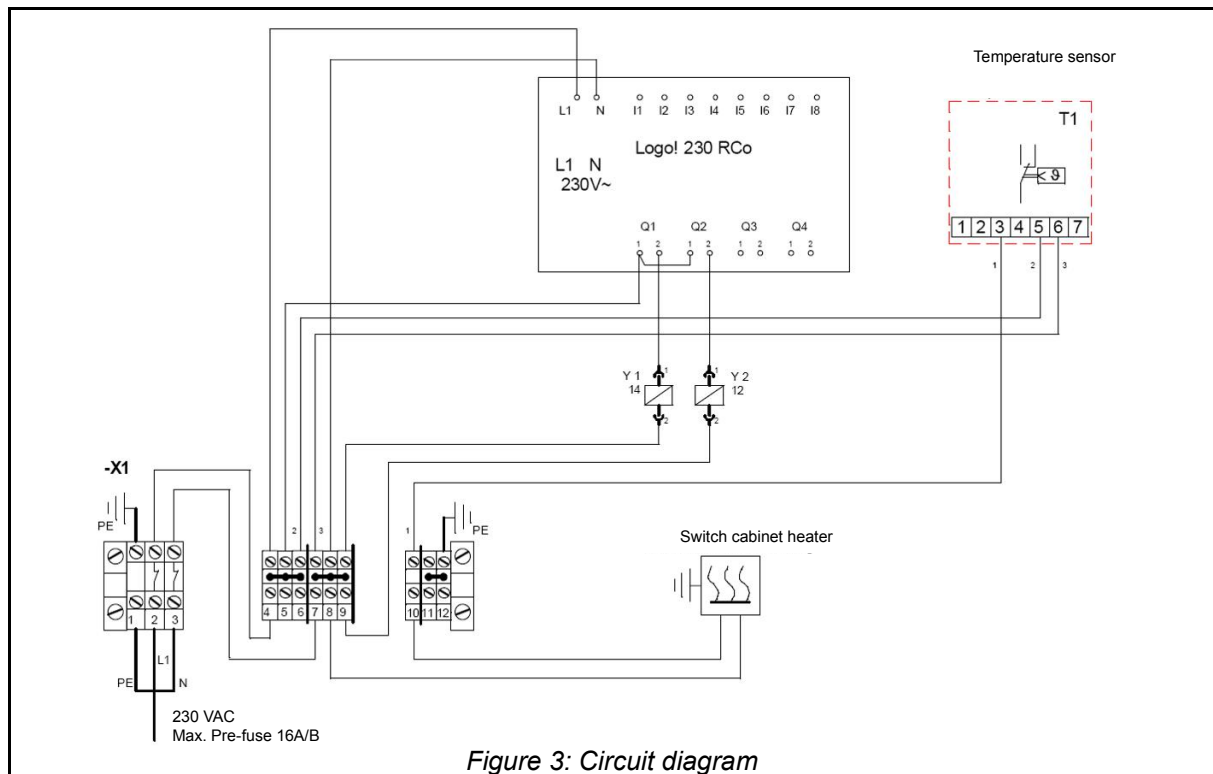 Temperature sensor
L1 N I1 I2 I3 I4 I5 I6 I7 I8
T1
Logo! 230 RCo
L1 N
230V~
< ϑ
Q1 Q2 Q3 Q4
1 2 1 2 1 2 1 2
1 2 3 4 5 6 7
1 2 3
Y 1
14
1
2
Y 2
12
1
2
-X1
PE
2 3
1
PE
Switch cabinet heater
1 2 3
4 5 6 7 8 9
10 11 12
L1
PE N
230 VAC
Max. Pre-fuse 16A/B
Figure 3: Circuit diagram